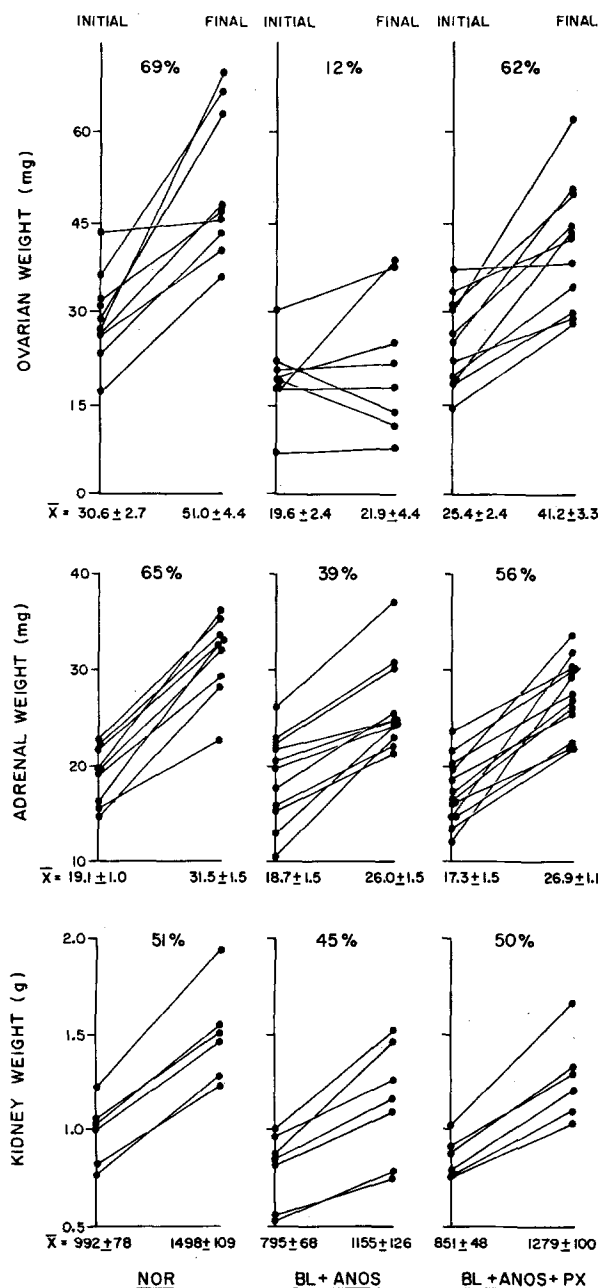 INITIAL FINAL INITIAL FINAL INITIAL FINAL
69% 12% 62%
OVARIAN WEIGHT (mg)
60
45
30
15
0
X̄ = 30.6 ± 2.7 51.0 ± 4.4 19.6 ± 2.4 21.9 ± 4.4 25.4 ± 2.4 41.2 ± 3.3
65% 39% 56%
ADRENAL WEIGHT (mg)
40
30
20
10
X̄ = 19.1 ± 1.0 31.5 ± 1.5 18.7 ± 1.5 26.0 ± 1.5 17.3 ± 1.5 26.9 ± 1.1
51% 45% 50%
KIDNEY WEIGHT (g)
2.0
1.5
1.0
0.5
X̄ = 992 ± 78 1498 ± 109 795 ± 68 1155 ± 126 851 ± 48 1279 ± 100
NOR BL + ANOS BL + ANOS + PX